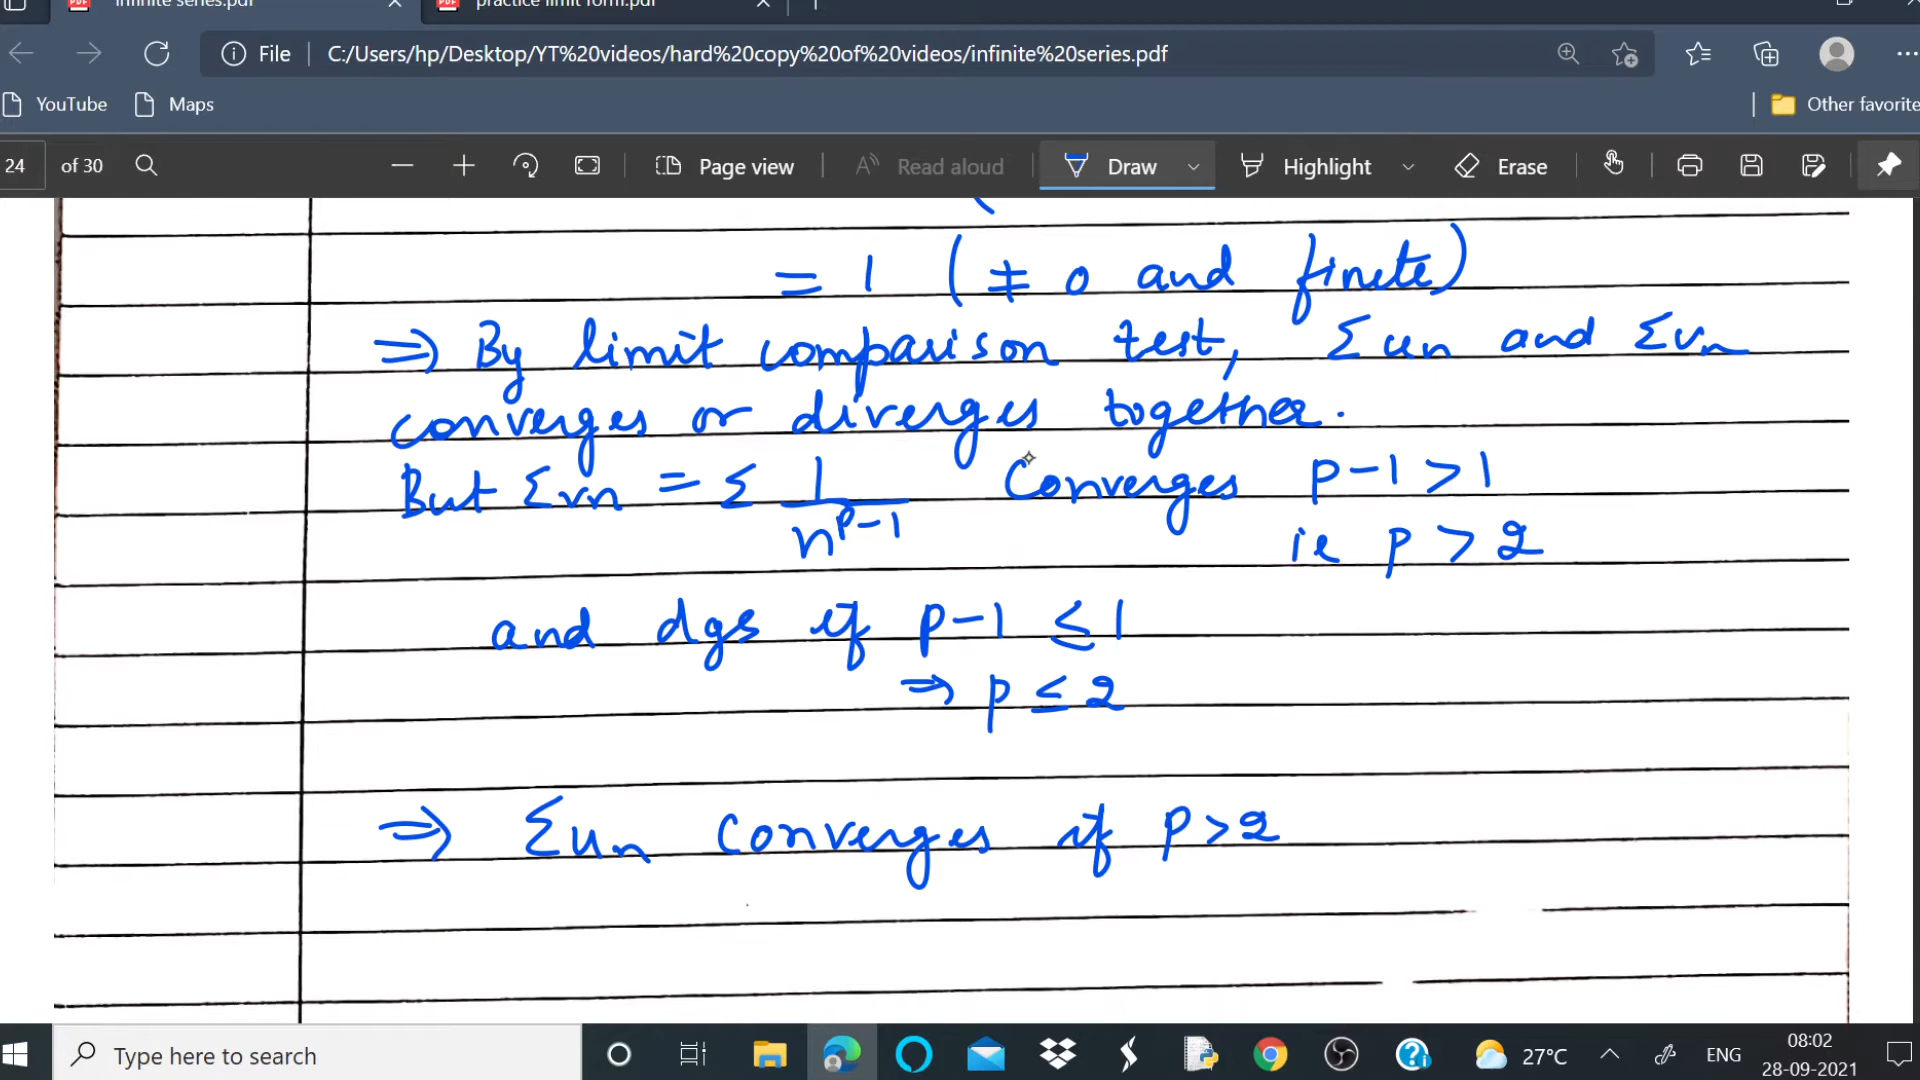 infinite series.pdf
practice limit form.pdf
File C:/Users/hp/Desktop/YT%20videos/hard%20copy%20of%20videos/infinite%20series.pdf
YouTube Maps Other favorite
24 of 30 Page view Read aloud Draw Highlight Erase
= 1 ( ≠ 0 and finite)
⇒ By limit comparison test, Σ un and Σvn
converges or diverges together.
But Σvn = Σ 1/n^(p-1) Converges p-1 > 1
ie p > 2
and dgs if p-1 ≤ 1
⇒ p ≤ 2
⇒ Σun Converges if p>2
Type here to search 27°C ENG 08:02
28-09-2021